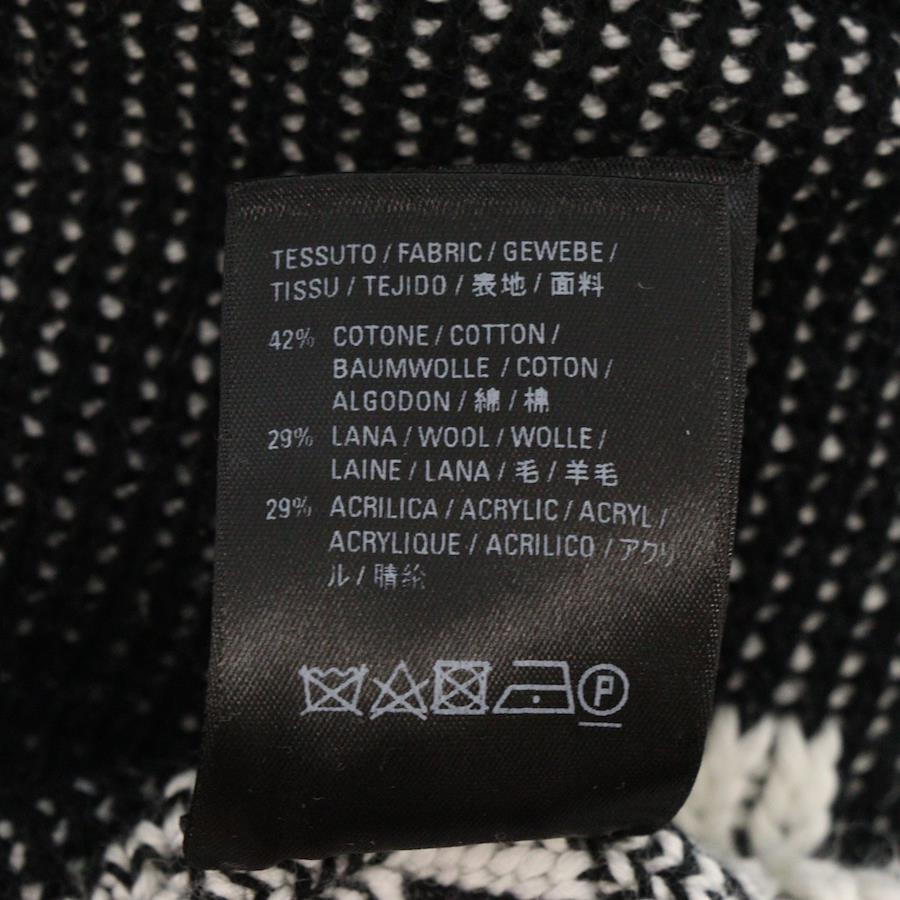 TESSUTO / FABRIC / GEWEBE /
TISSU / TEJIDO / 表地 / 面料
42% COTONE / COTTON /
BAUMWOLLE / COTON /
ALGODON / 綿 / 棉
29% LANA / WOOL / WOLLE /
LAINE / LANA / 毛 / 羊毛
29% ACRILICA / ACRYLIC / ACRYL /
ACRYLIQUE / ACRILICO / アクリ
ル / 腈纶
P